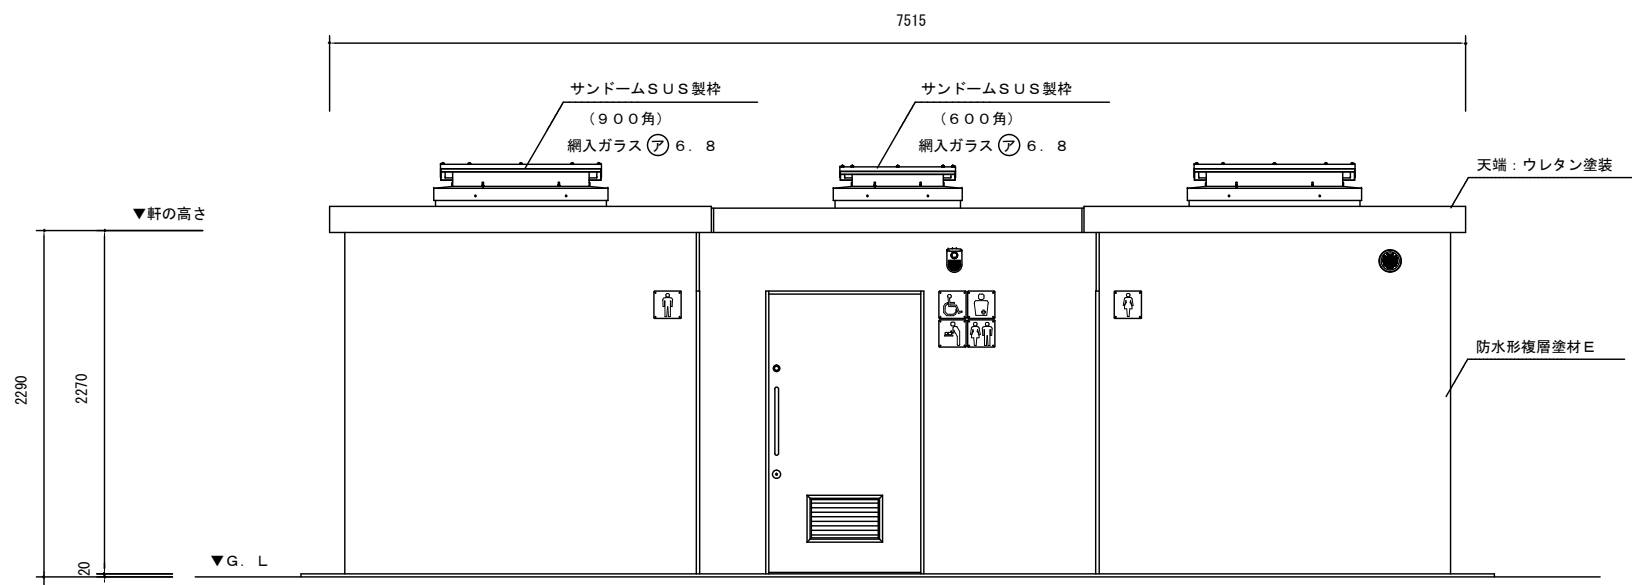 7515
サンドームＳＵＳ製枠
（９００角）
網入ガラス ㋐ ６．８
サンドームＳＵＳ製枠
（６００角）
網入ガラス ㋐ ６．８
天端：ウレタン塗装
▼軒の高さ
防水形複層塗材Ｅ
2290
2270
20
▼Ｇ．Ｌ